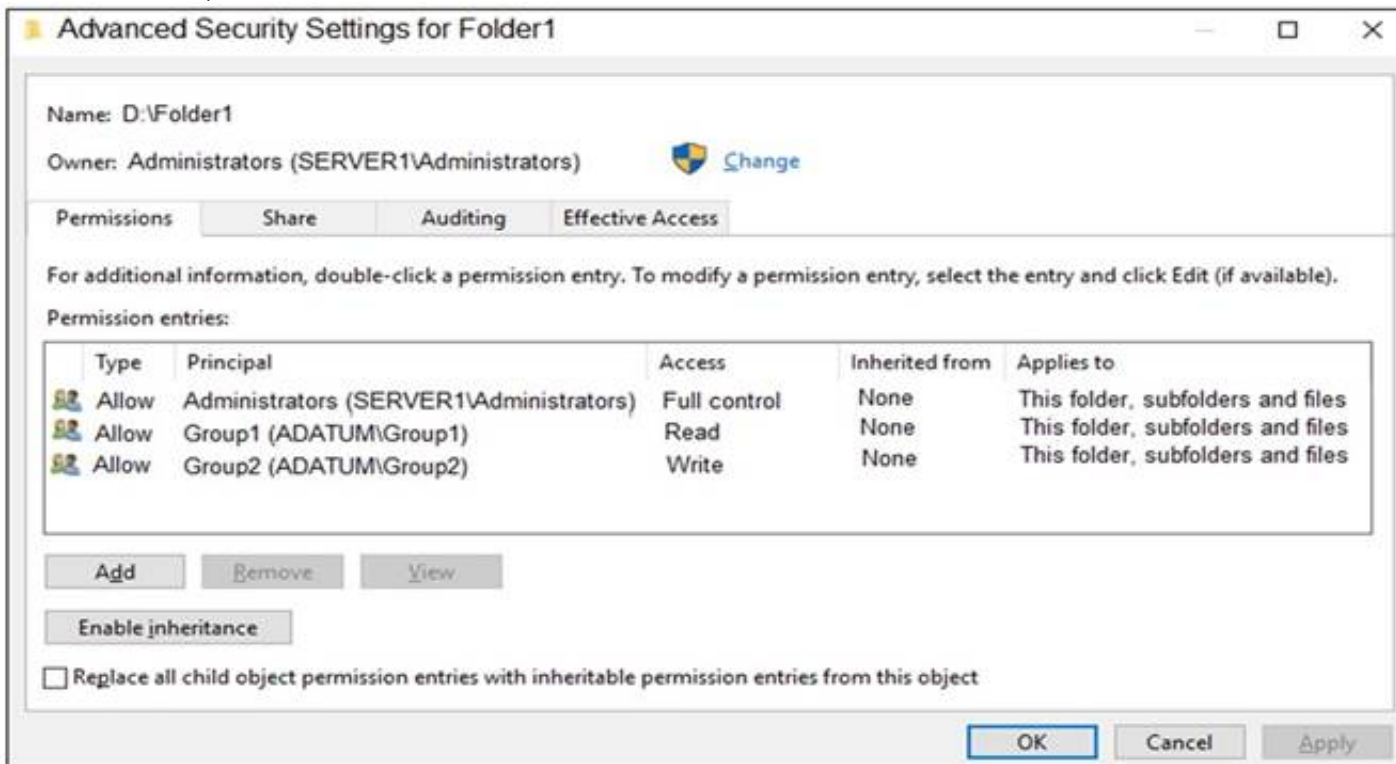 Advanced Security Settings for Folder1
Name: D:\Folder1
Owner: Administrators (SERVER1\Administrators) Change
Permissions Share Auditing Effective Access
For additional information, double-click a permission entry. To modify a permission entry, select the entry and click Edit (if available).
Permission entries:
Type Principal Access Inherited from Applies to
Allow Administrators (SERVER1\Administrators) Full control None This folder, subfolders and files
Allow Group1 (ADATUM\Group1) Read None This folder, subfolders and files
Allow Group2 (ADATUM\Group2) Write None This folder, subfolders and files
Add Remove View
Enable inheritance
Replace all child object permission entries with inheritable permission entries from this object
OK Cancel Apply